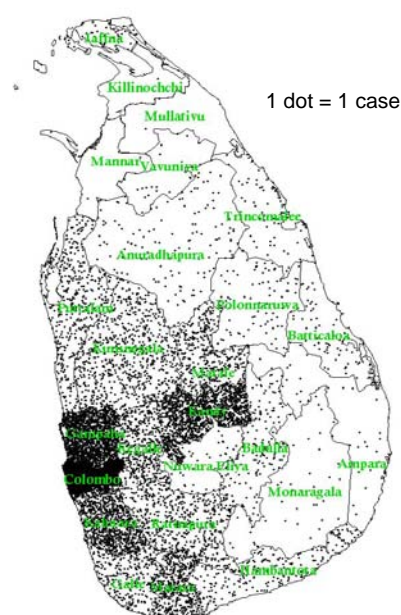 Jaffna
Killinochchi
1 dot = 1 case
Mullativu
Mannar
Vavuniya
Trincomalee
Anuradhapura
Polonnaruwa
Puttalam
Batticaloa
Kurunegala
Matale
Kandy
Gampaha
Kegalle
Badulla
Ampara
Nuwara Eliya
Colombo
Monaragala
Kalutara
Ratnapura
Hambantota
Galle
Matara